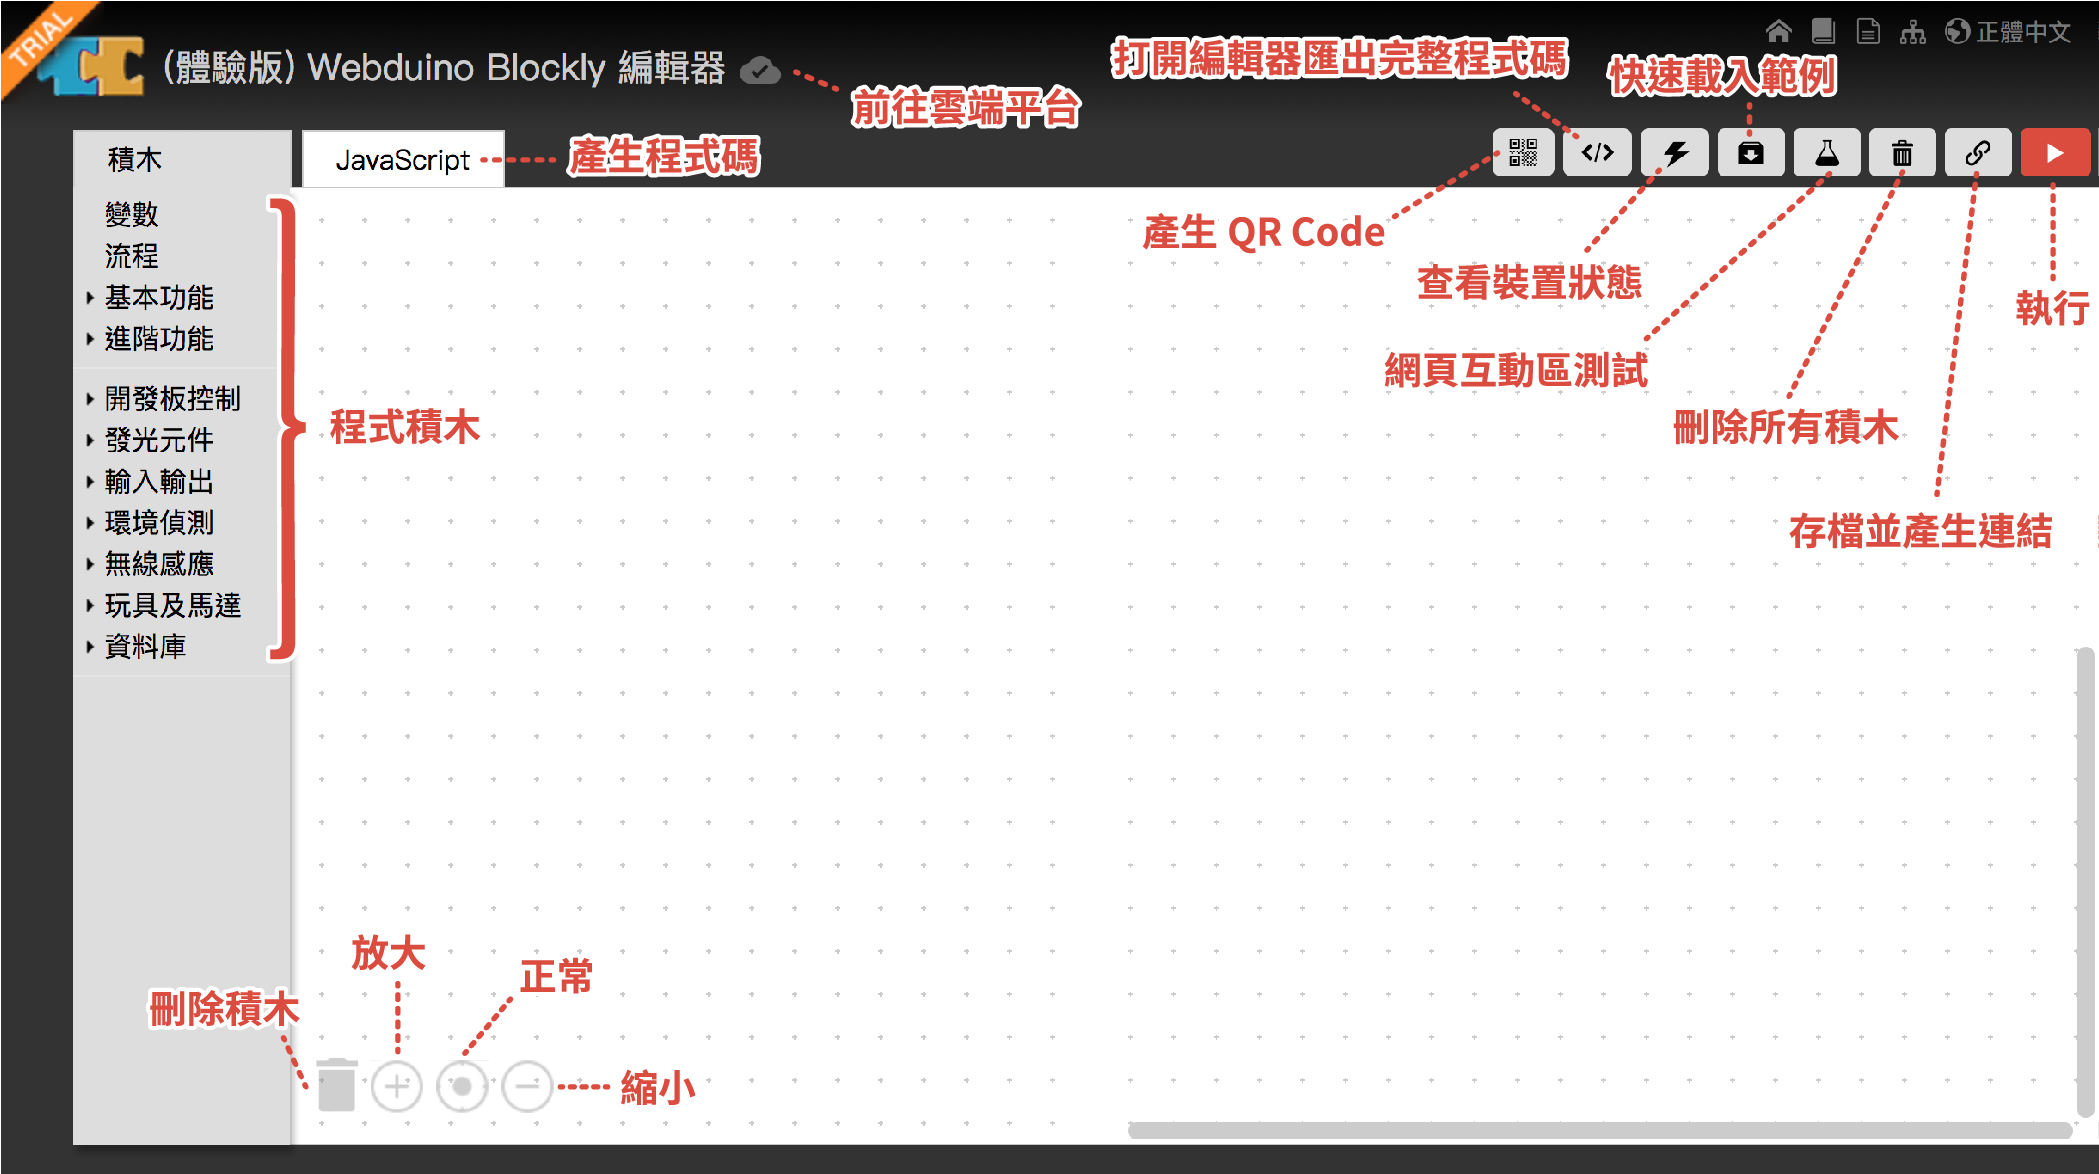 TRIAL
(體驗版) Webduino Blockly 編輯器
正體中文
打開編輯器匯出完整程式碼
快速載入範例
前往雲端平台
積木
JavaScript
產生程式碼
</>
變數
流程
基本功能
進階功能
開發板控制
發光元件
輸入輸出
環境偵測
無線感應
玩具及馬達
資料庫
程式積木
產生 QR Code
查看裝置狀態
執行
網頁互動區測試
刪除所有積木
存檔並產生連結
放大
正常
刪除積木
縮小